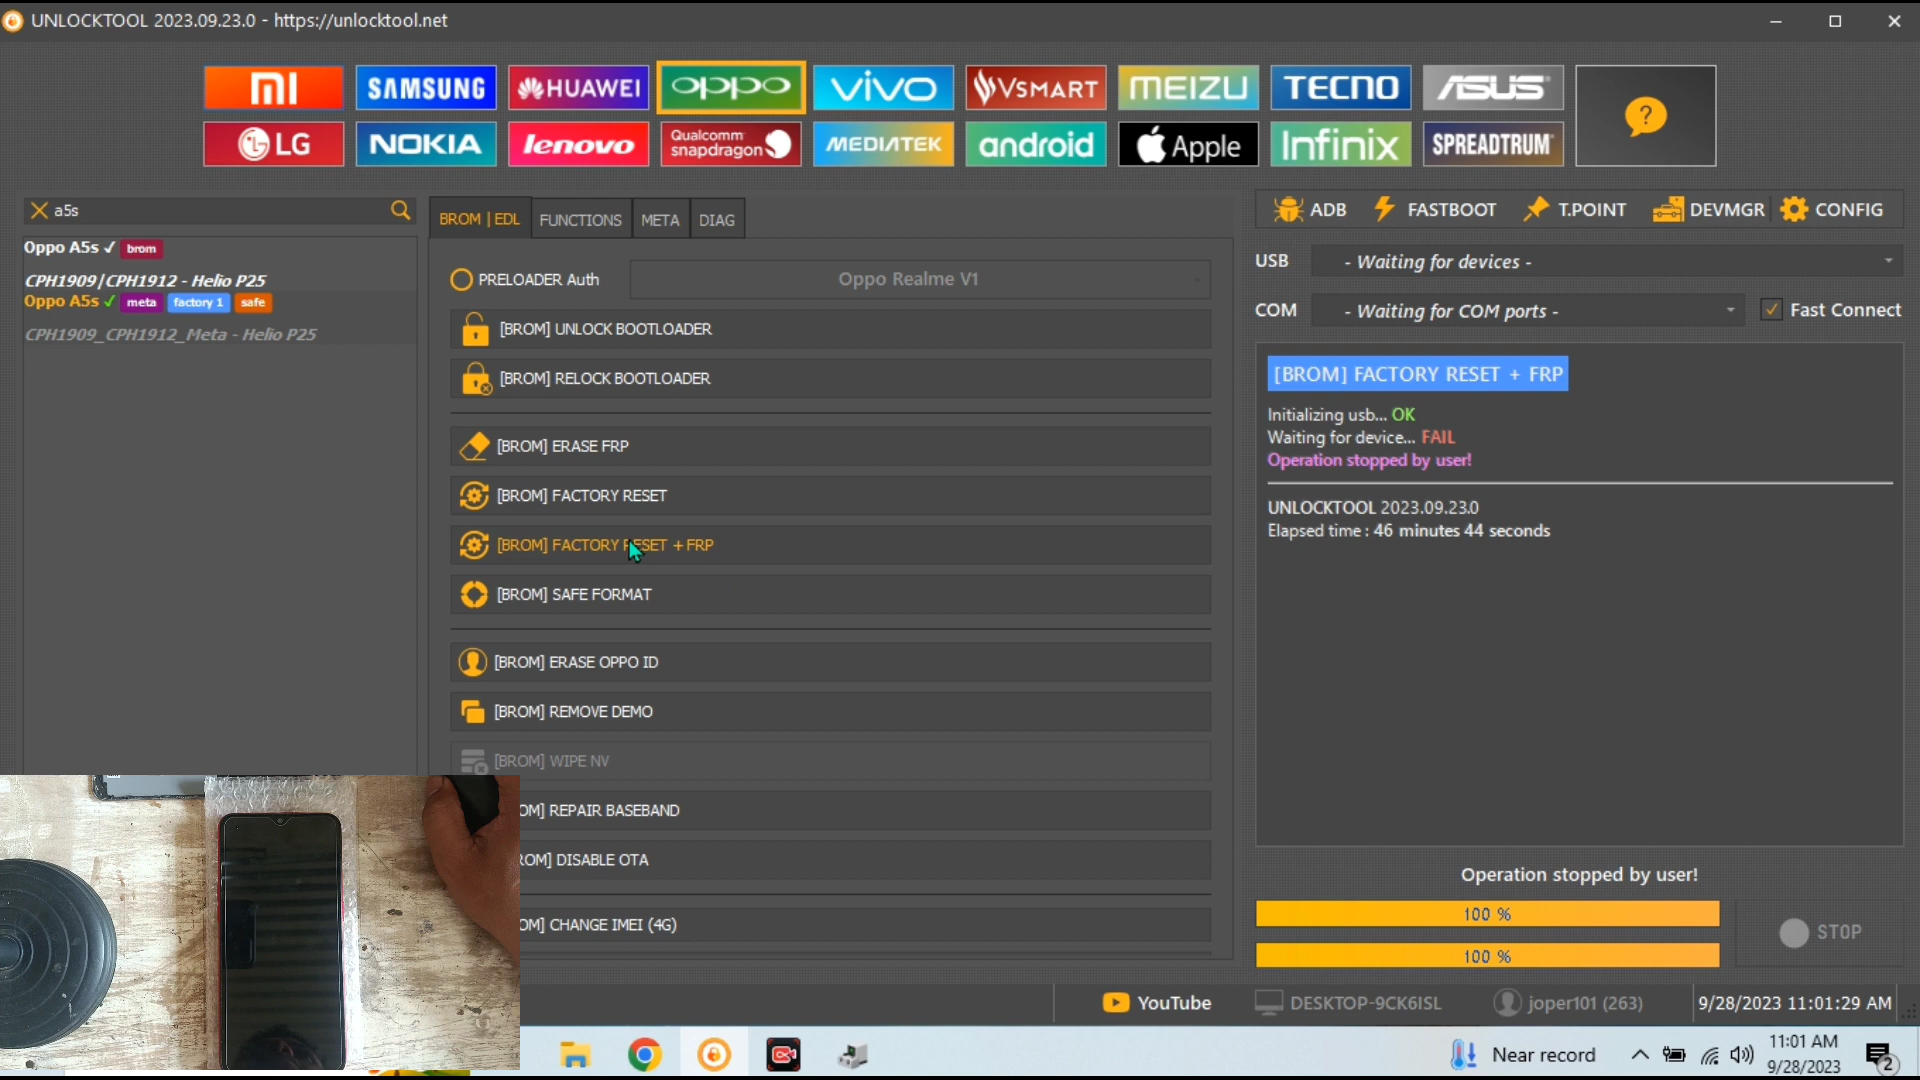 UNLOCKTOOL 2023.09.23.0 - https://unlocktool.net
mi
SAMSUNG
HUAWEI
oppo
vivo
VSMART
MEIZU
TECNO
ASUS
?
LG
NOKIA
lenovo
Qualcomm snapdragon
MEDIATEK
android
Apple
Infinix
SPREADTRUM
a5s
Oppo A5s ✓ brom
CPH1909|CPH1912 - Helio P25
Oppo A5s ✓ meta factory 1 safe
CPH1909_CPH1912_Meta - Helio P25
BROM | EDL FUNCTIONS META DIAG
PRELOADER Auth Oppo Realme V1
[BROM] UNLOCK BOOTLOADER
[BROM] RELOCK BOOTLOADER
[BROM] ERASE FRP
[BROM] FACTORY RESET
[BROM] FACTORY RESET + FRP
[BROM] SAFE FORMAT
[BROM] ERASE OPPO ID
[BROM] REMOVE DEMO
[BROM] WIPE NV
OM] REPAIR BASEBAND
ROM] DISABLE OTA
OM] CHANGE IMEI (4G)
ADB FASTBOOT T.POINT DEVMGR CONFIG
USB - Waiting for devices -
COM - Waiting for COM ports - Fast Connect
[BROM] FACTORY RESET + FRP
Initializing usb... OK
Waiting for device... FAIL
Operation stopped by user!
UNLOCKTOOL 2023.09.23.0
Elapsed time : 46 minutes 44 seconds
Operation stopped by user!
100 %
100 %
STOP
YouTube DESKTOP-9CK6ISL joper101 (263) 9/28/2023 11:01:29 AM
Near record
11:01 AM
9/28/2023
2